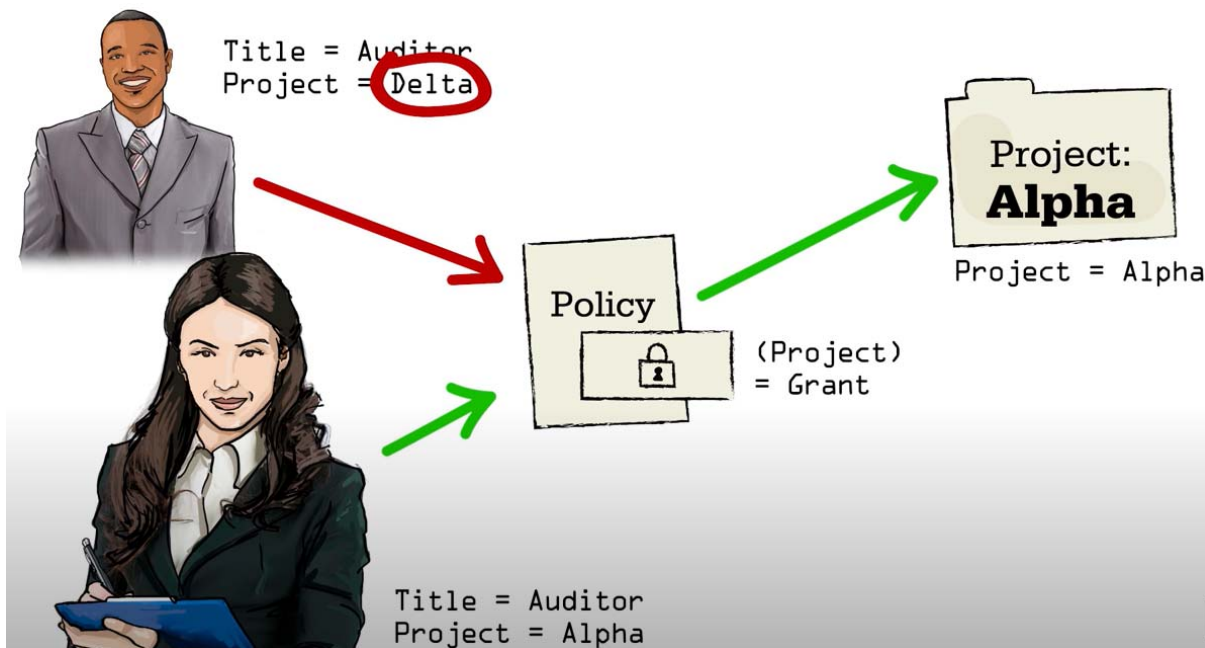 Title = Auditor
Project = Delta
Project:
Alpha
Project = Alpha
Policy
(Project)
= Grant
Title = Auditor
Project = Alpha